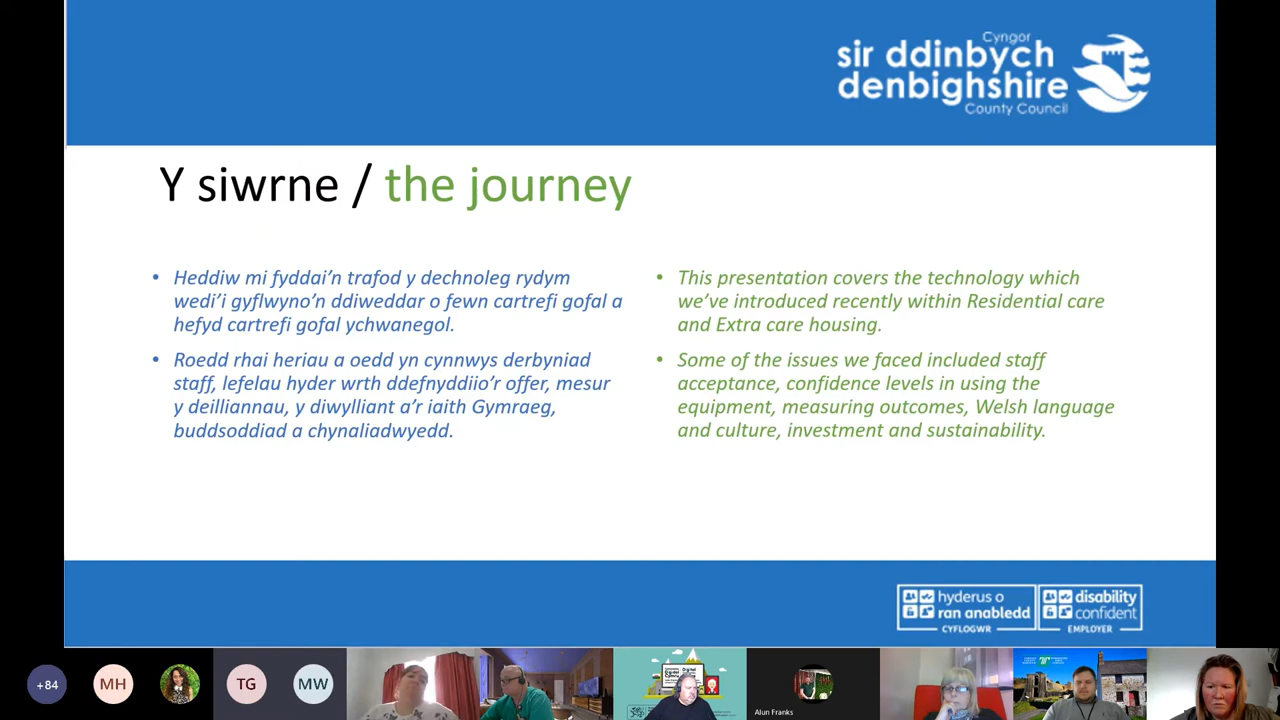 Cyngor
sir ddinbych
denbighshire
County Council
Y siwrne / the journey
• Heddiw mi fyddai'n trafod y dechnoleg rydym
wedi'i gyflwyno'n ddiweddar o fewn cartrefi gofal a
hefyd cartrefi gofal ychwanegol.
• Roedd rhai heriau a oedd yn cynnwys derbyniad
staff, lefelau hyder wrth ddefnyddiio'r offer, mesur
y deilliannau, y diwylliant a'r iaith Gymraeg,
buddsoddiad a chynaliadwyedd.
• This presentation covers the technology which
we've introduced recently within Residential care
and Extra care housing.
• Some of the issues we faced included staff
acceptance, confidence levels in using the
equipment, measuring outcomes, Welsh language
and culture, investment and sustainability.
hyderus o
ran anabledd
CYFLOGWR
disability
confident
EMPLOYER
+84
MH
TG
MW
Alun Franks